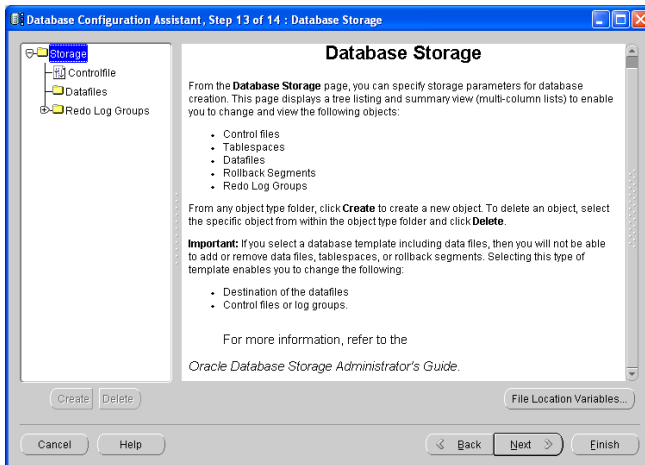 Database Configuration Assistant, Step 13 of 14 : Database Storage
Storage
Controlfile
Datafiles
Redo Log Groups
Database Storage
From the Database Storage page, you can specify storage parameters for database
creation. This page displays a tree listing and summary view (multi-column lists) to enable
you to change and view the following objects:
• Control files
• Tablespaces
• Datafiles
• Rollback Segments
• Redo Log Groups
From any object type folder, click Create to create a new object. To delete an object, select
the specific object from within the object type folder and click Delete.
Important: If you select a database template including data files, then you will not be able
to add or remove data files, tablespaces, or rollback segments. Selecting this type of
template enables you to change the following:
• Destination of the datafiles
• Control files or log groups.
For more information, refer to the
Oracle Database Storage Administrator's Guide.
Create Delete File Location Variables...
Cancel Help Back Next Finish